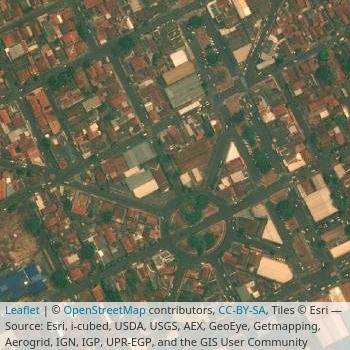 Leaflet | © OpenStreetMap contributors, CC-BY-SA, Tiles © Esri —
Source: Esri, i-cubed, USDA, USGS, AEX, GeoEye, Getmapping,
Aerogrid, IGN, IGP, UPR-EGP, and the GIS User Community